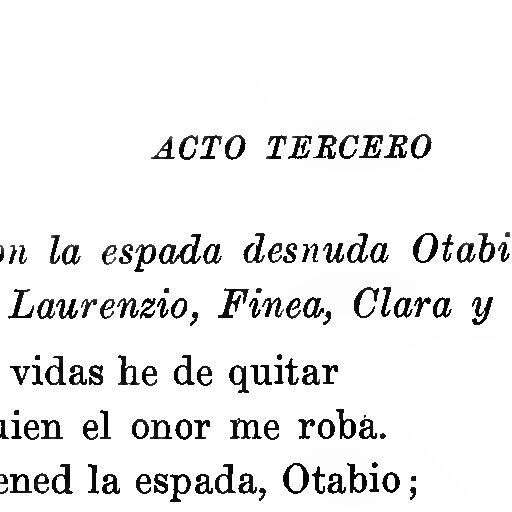 ACTO TERCERO
on la espada desnuda Otabi
Laurenzio, Finea, Clara y
vidas he de quitar
uien el onor me roba.
ened la espada, Otabio;